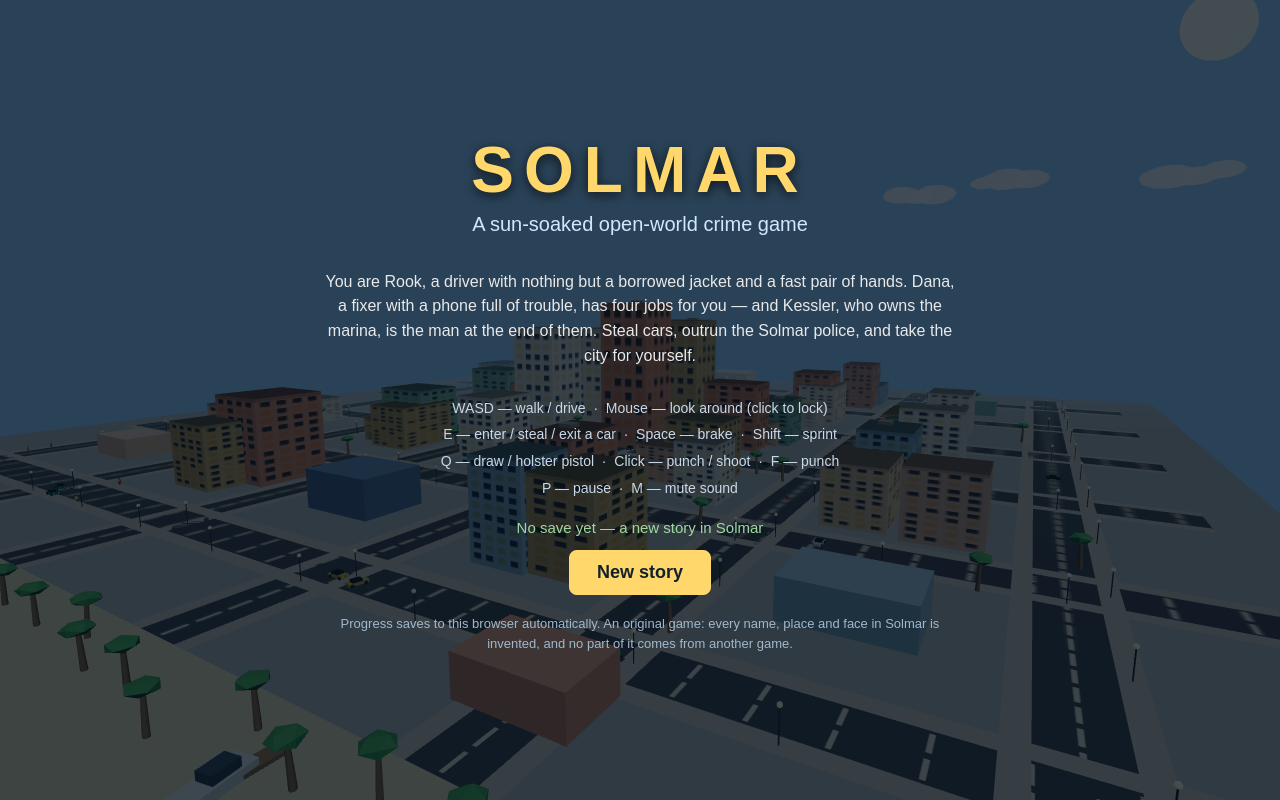 SOLMAR
A sun-soaked open-world crime game
You are Rook, a driver with nothing but a borrowed jacket and a fast pair of hands. Dana,
a fixer with a phone full of trouble, has four jobs for you — and Kessler, who owns the
marina, is the man at the end of them. Steal cars, outrun the Solmar police, and take the
city for yourself.
WASD — walk / drive · Mouse — look around (click to lock)
E — enter / steal / exit a car · Space — brake · Shift — sprint
Q — draw / holster pistol · Click — punch / shoot · F — punch
P — pause · M — mute sound
No save yet — a new story in Solmar
New story
Progress saves to this browser automatically. An original game: every name, place and face in Solmar is
invented, and no part of it comes from another game.